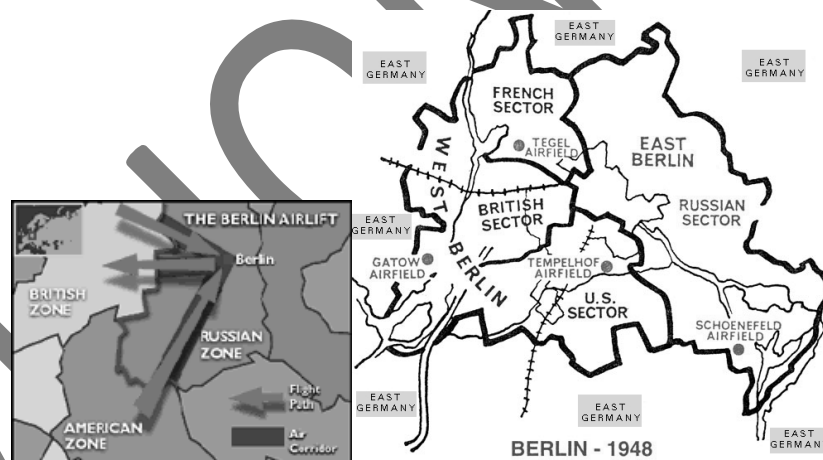 THE BERLIN AIRLIFT
Berlin
BRITISH
ZONE
RUSSIAN
ZONE
AMERICAN
ZONE
Flight
Path
Air
Corridor
EAST
GERMANY
EAST
GERMANY
EAST
GERMANY
FRENCH
SECTOR
TEGEL
AIRFIELD
EAST
BERLIN
WEST BERLIN
BRITISH
SECTOR
RUSSIAN
SECTOR
EAST
GERMANY
GATOW
AIRFIELD
TEMPELHOF
AIRFIELD
U.S.
SECTOR
SCHOENEFELD
AIRFIELD
EAST
GERMANY
EAST
GERMANY
EAST
GERMANY
BERLIN - 1948